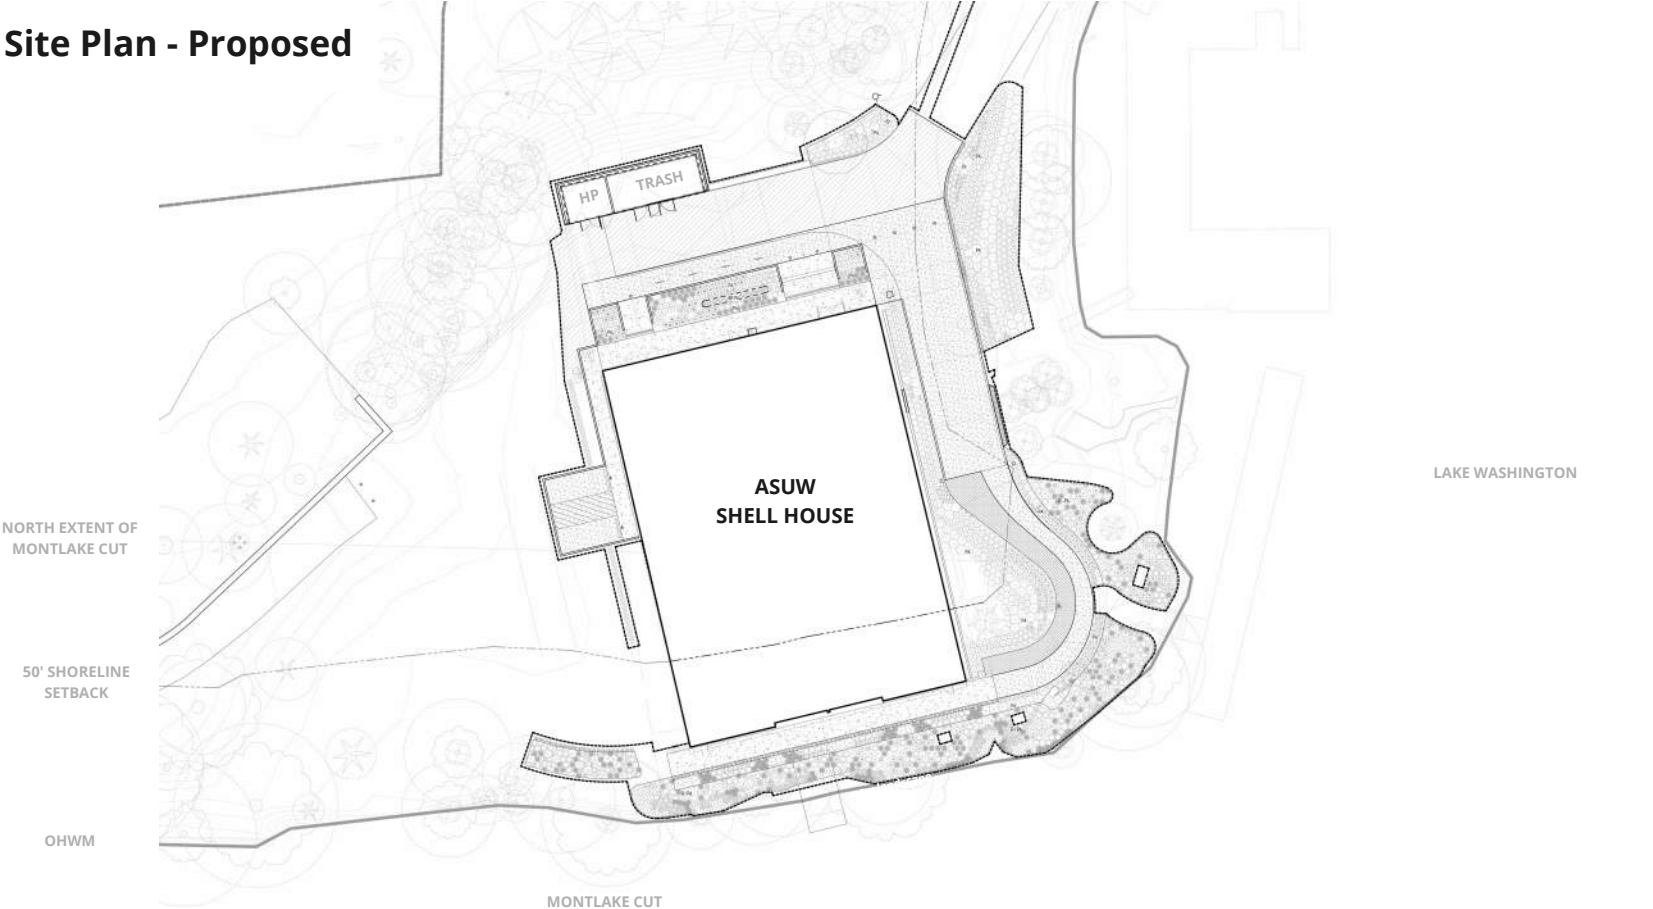 Site Plan - Proposed
HP
TRASH
ASUW
SHELL HOUSE
LAKE WASHINGTON
NORTH EXTENT OF
MONTLAKE CUT
50' SHORELINE
SETBACK
OHWM
MONTLAKE CUT